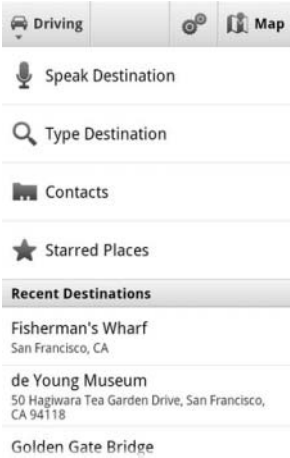 Driving Map
Speak Destination
Type Destination
Contacts
Starred Places
Recent Destinations
Fisherman's Wharf
San Francisco, CA
de Young Museum
50 Hagiwara Tea Garden Drive, San Francisco,
CA 94118
Golden Gate Bridge